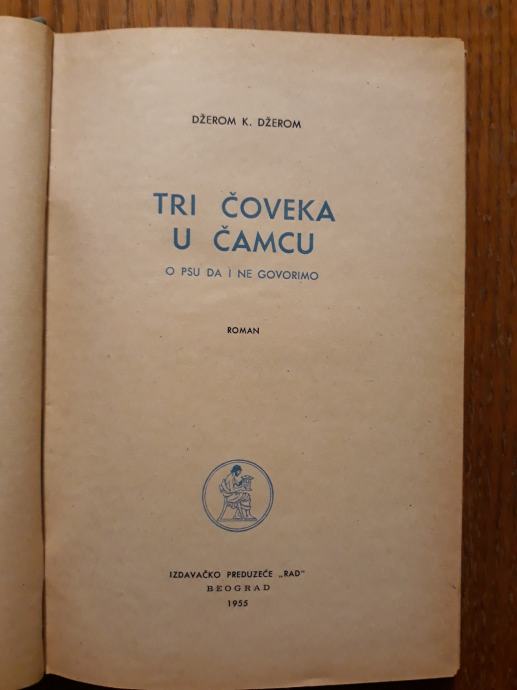 DŽEROM K. DŽEROM
TRI ČOVEKA
U ČAMCU
O PSU DA I NE GOVORIMO
ROMAN
IZDAVAČKO PREDUZEĆE „RAD"
BEOGRAD
1955